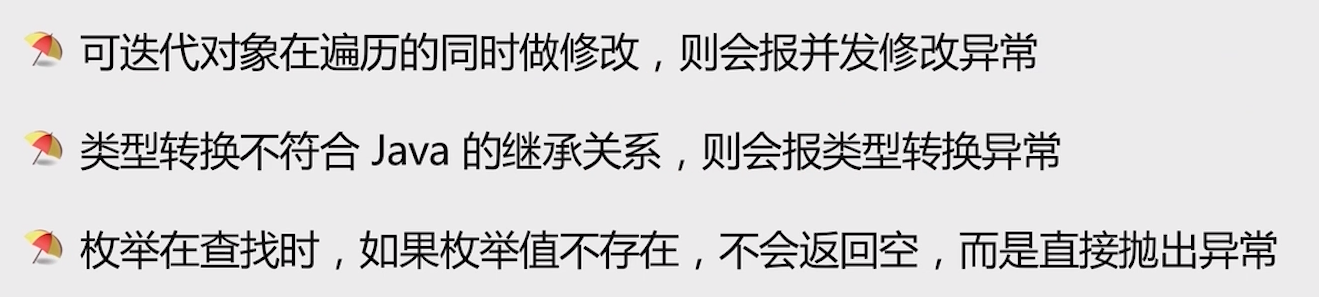 可迭代对象在遍历的同时做修改，则会报并发修改异常
类型转换不符合 Java 的继承关系，则会报类型转换异常
枚举在查找时，如果枚举值不存在，不会返回空，而是直接抛出异常